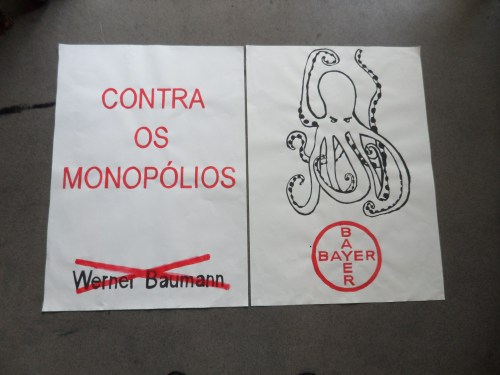 CONTRA
OS
MONOPÓLIOS
Werner Baumann
BAYER
BAYER